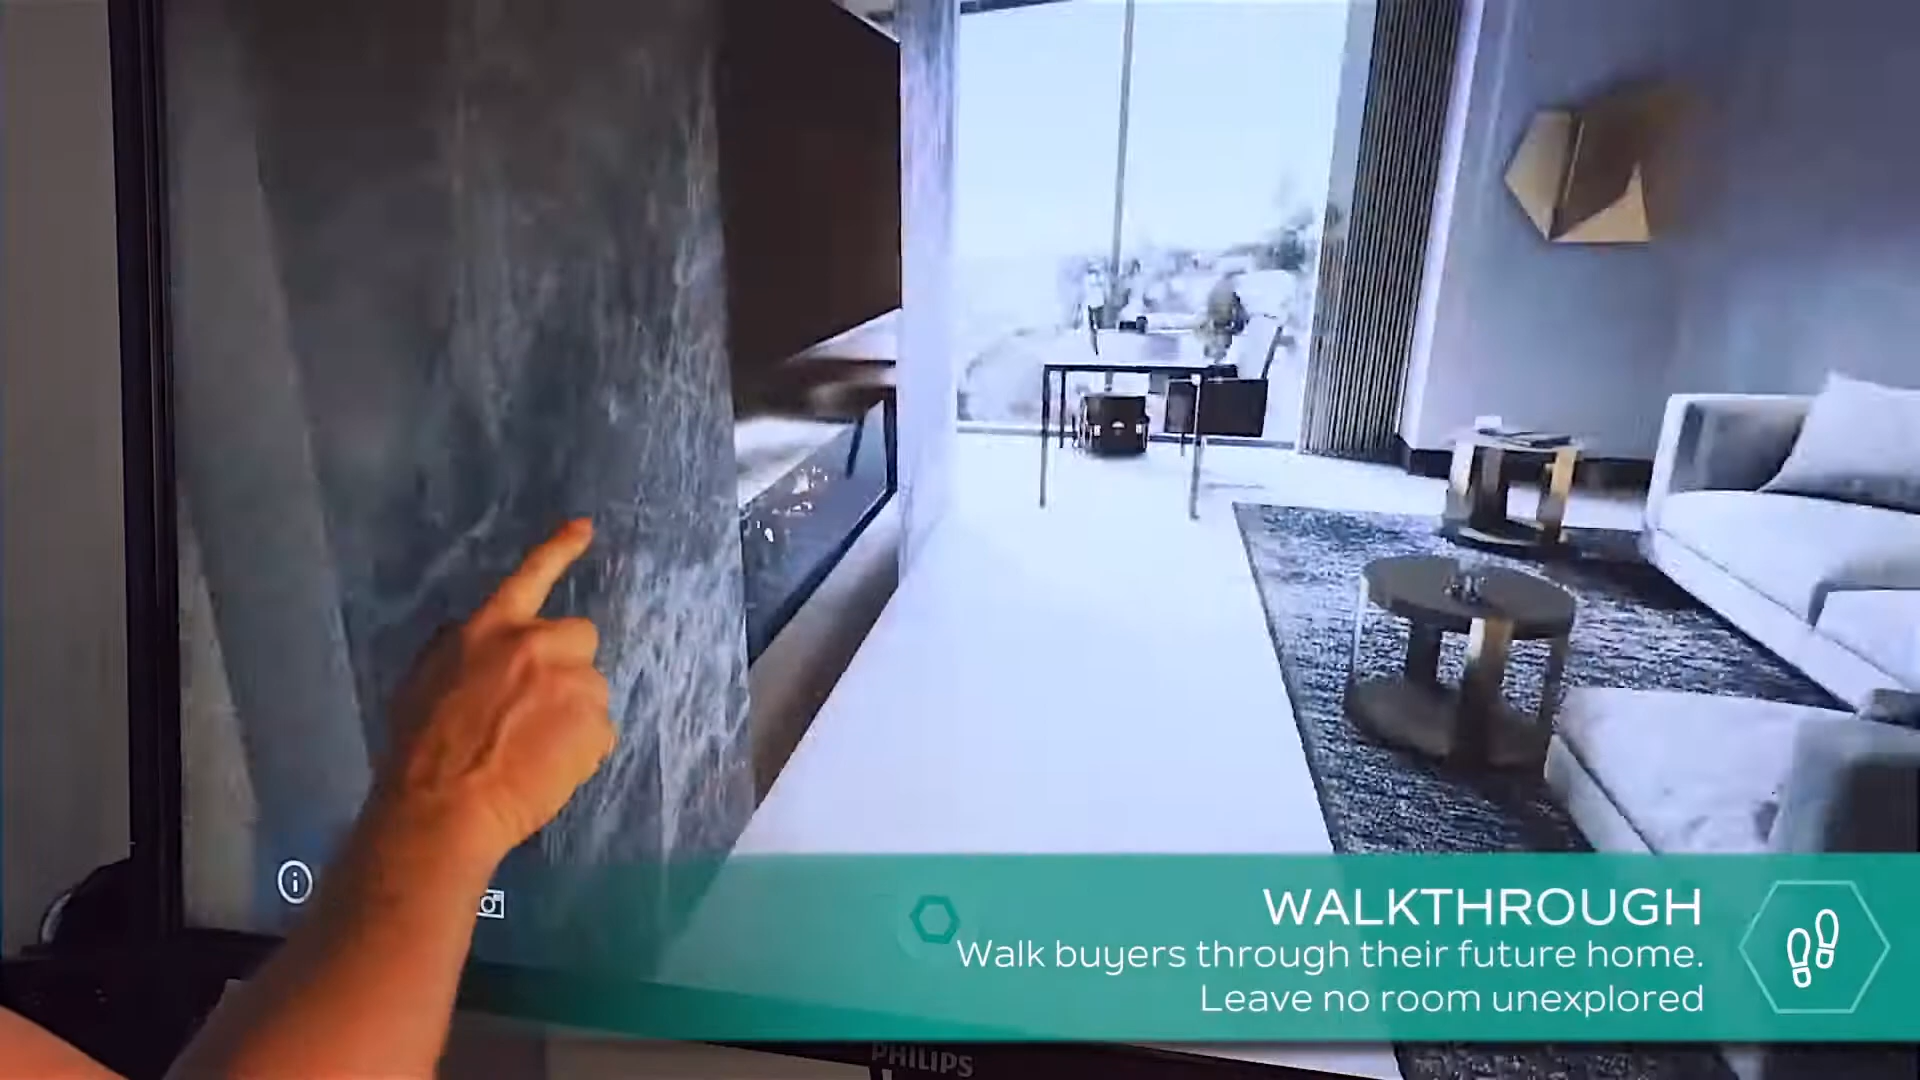 WALKTHROUGH
Walk buyers through their future home.
Leave no room unexplored
PHILIPS